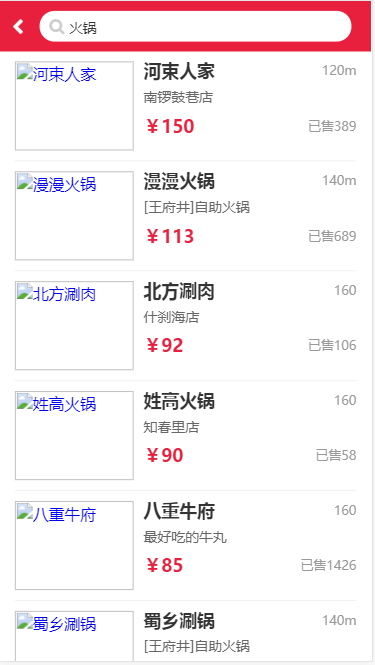 火锅
河束人家
河束人家 120m
南锣鼓巷店
￥150 已售389
漫漫火锅
漫漫火锅 140m
[王府井]自助火锅
￥113 已售689
北方涮肉
北方涮肉 160
什刹海店
￥92 已售106
姓高火锅
姓高火锅 160
知春里店
￥90 已售58
八重牛府
八重牛府 160
最好吃的牛丸
￥85 已售1426
蜀乡涮锅
蜀乡涮锅 140m
[王府井]自助火锅